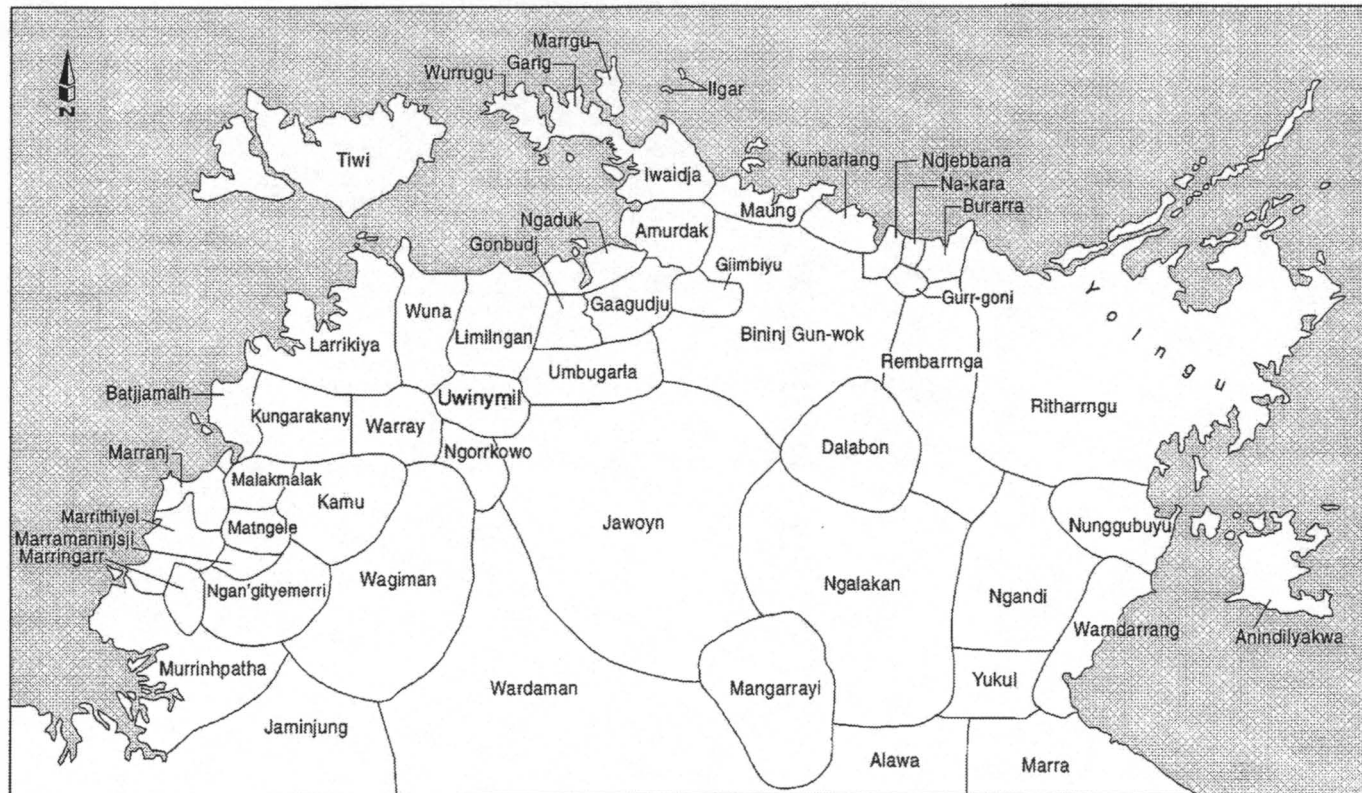 Marrgu
Garig
Wurrugu
Ilgar
N
Tiwi
Iwaidja
Kunbarlang
Ndjebbana
Na-kara
Burarra
Maung
Ngaduk
Amurdak
Gonbudj
Giimbiyu
Gurr-goni
Yolngu
Wuna
Gaagudju
Limilngan
Larrikiya
Bininj Gun-wok
Rembarrnga
Umbugarla
Batjjamalh
Uwinymil
Ritharrngu
Kungarakany
Warray
Dalabon
Ngorrkowo
Marranj
Malakmalak
Kamu
Marrithiyel
Matngele
Jawoyn
Nunggubuyu
Marramaninjsji
Marringarr
Ngan'gityemerri
Wagiman
Ngalakan
Ngandi
Warndarrang
Anindilyakwa
Murrinhpatha
Wardaman
Mangarrayi
Yukul
Jaminjung
Alawa
Marra